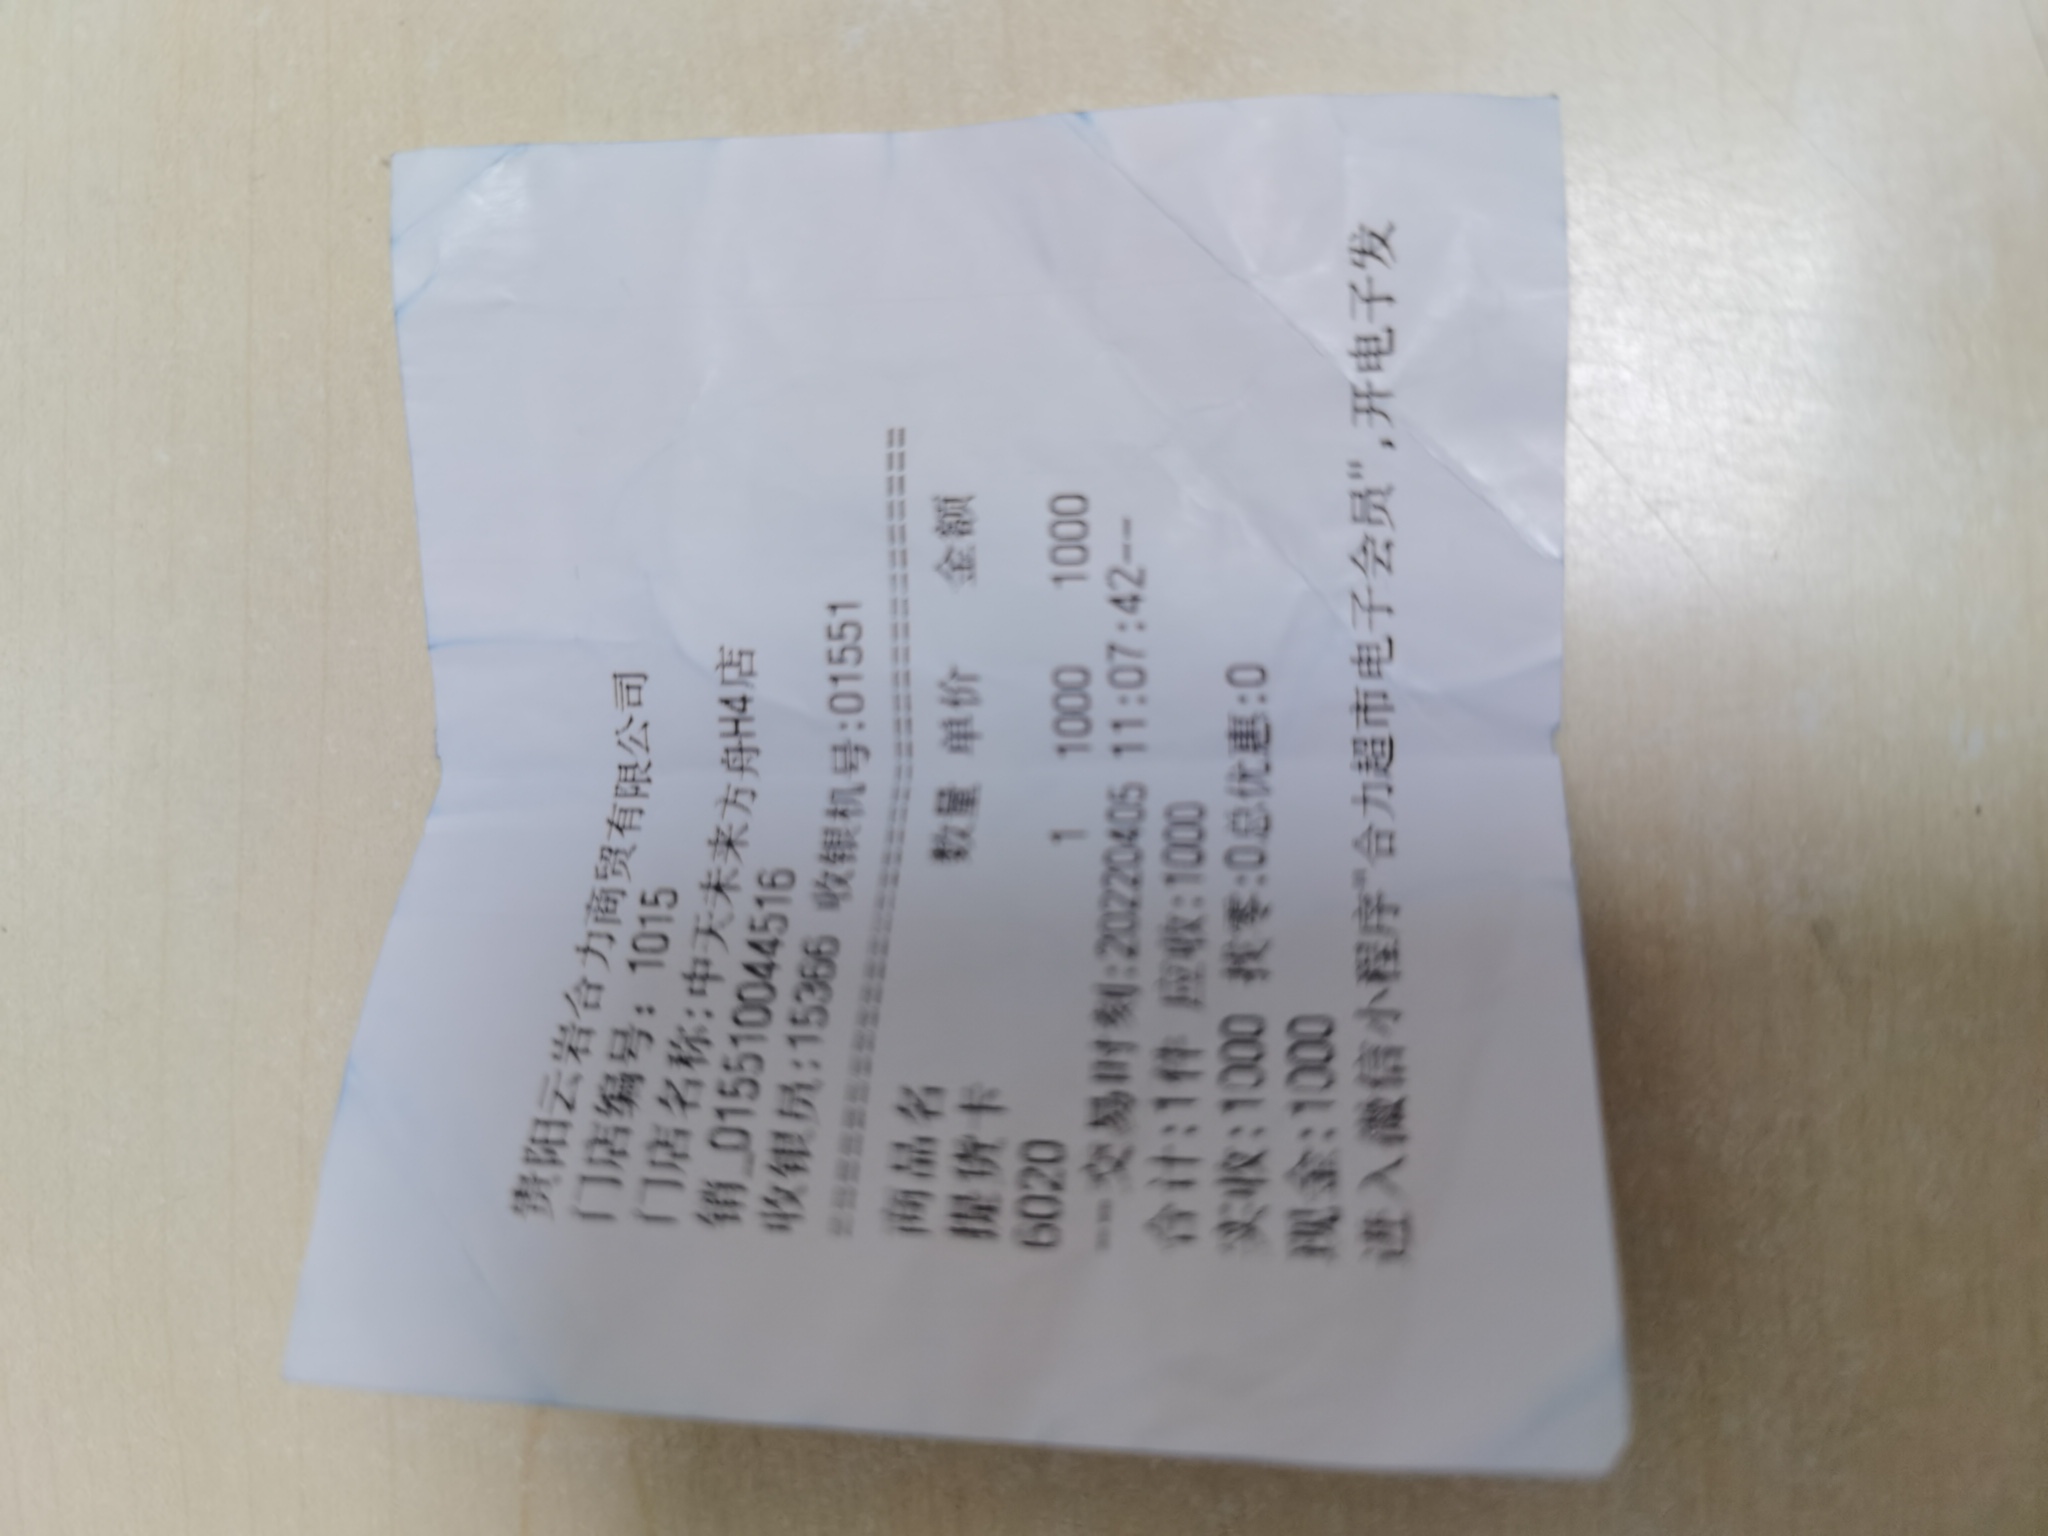 贵阳云岩合力商贸有限公司
门店编号: 1015
门店名称:中天未来方舟H4店
销_0155100445​16
收银员:15366 收银机号:015551
================================
商品名 数量 单价 金额
提货卡
6020 1 1000 1000
---交易时刻:20220405 11:07:42--
合计:1件 应收:1000
实收:1000 找零:0总优惠:0
现金:1000
进入微信小程序"合力超市电子会员",开电子发